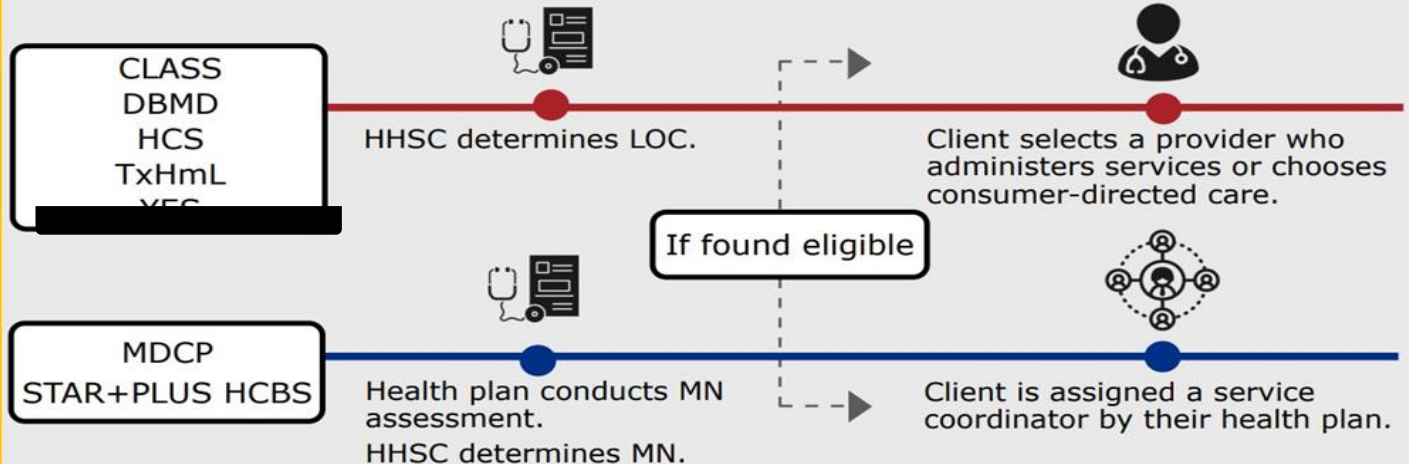 CLASS
DBMD
HCS
TxHmL
HHSC determines LOC.
Client selects a provider who
administers services or chooses
consumer-directed care.
If found eligible
MDCP
STAR+PLUS HCBS
Health plan conducts MN
assessment.
HHSC determines MN.
Client is assigned a service
coordinator by their health plan.